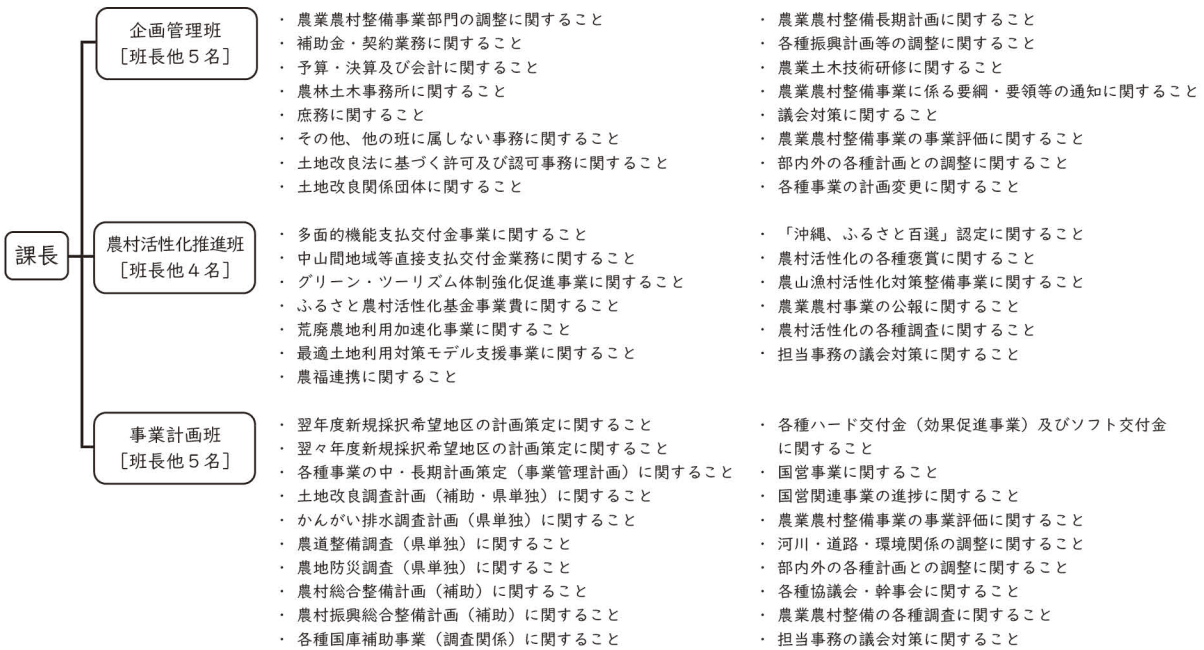 課長
企画管理班
[班長他5名]
・ 農業農村整備事業部門の調整に関すること
・ 補助金・契約業務に関すること
・ 予算・決算及び会計に関すること
・ 農林土木事務所に関すること
・ 庶務に関すること
・ その他、他の班に属しない事務に関すること
・ 土地改良法に基づく許可及び認可事務に関すること
・ 土地改良関係団体に関すること
・ 農業農村整備長期計画に関すること
・ 各種振興計画等の調整に関すること
・ 農業土木技術研修に関すること
・ 農業農村整備事業に係る要綱・要領等の通知に関すること
・ 議会対策に関すること
・ 農業農村整備事業の事業評価に関すること
・ 部内外の各種計画との調整に関すること
・ 各種事業の計画変更に関すること
農村活性化推進班
[班長他4名]
・ 多面的機能支払交付金事業に関すること
・ 中山間地域等直接支払交付金業務に関すること
・ グリーン・ツーリズム体制強化促進事業に関すること
・ ふるさと農村活性化基金事業費に関すること
・ 荒廃農地利用加速化事業に関すること
・ 最適土地利用対策モデル支援事業に関すること
・ 農福連携に関すること
・ 「沖縄、ふるさと百選」認定に関すること
・ 農村活性化の各種褒賞に関すること
・ 農山漁村活性化対策整備事業に関すること
・ 農業農村事業の公報に関すること
・ 農村活性化の各種調査に関すること
・ 担当事務の議会対策に関すること
事業計画班
[班長他5名]
・ 翌年度新規採択希望地区の計画策定に関すること
・ 翌々年度新規採択希望地区の計画策定に関すること
・ 各種事業の中・長期計画策定（事業管理計画）に関すること
・ 土地改良調査計画（補助・県単独）に関すること
・ かんがい排水調査計画（県単独）に関すること
・ 農道整備調査（県単独）に関すること
・ 農地防災調査（県単独）に関すること
・ 農村総合整備計画（補助）に関すること
・ 農村振興総合整備計画（補助）に関すること
・ 各種国庫補助事業（調査関係）に関すること
・ 各種ハード交付金（効果促進事業）及びソフト交付金
に関すること
・ 国営事業に関すること
・ 国営関連事業の進捗に関すること
・ 農業農村整備事業の事業評価に関すること
・ 河川・道路・環境関係の調整に関すること
・ 部内外の各種計画との調整に関すること
・ 各種協議会・幹事会に関すること
・ 農業農村整備の各種調査に関すること
・ 担当事務の議会対策に関すること